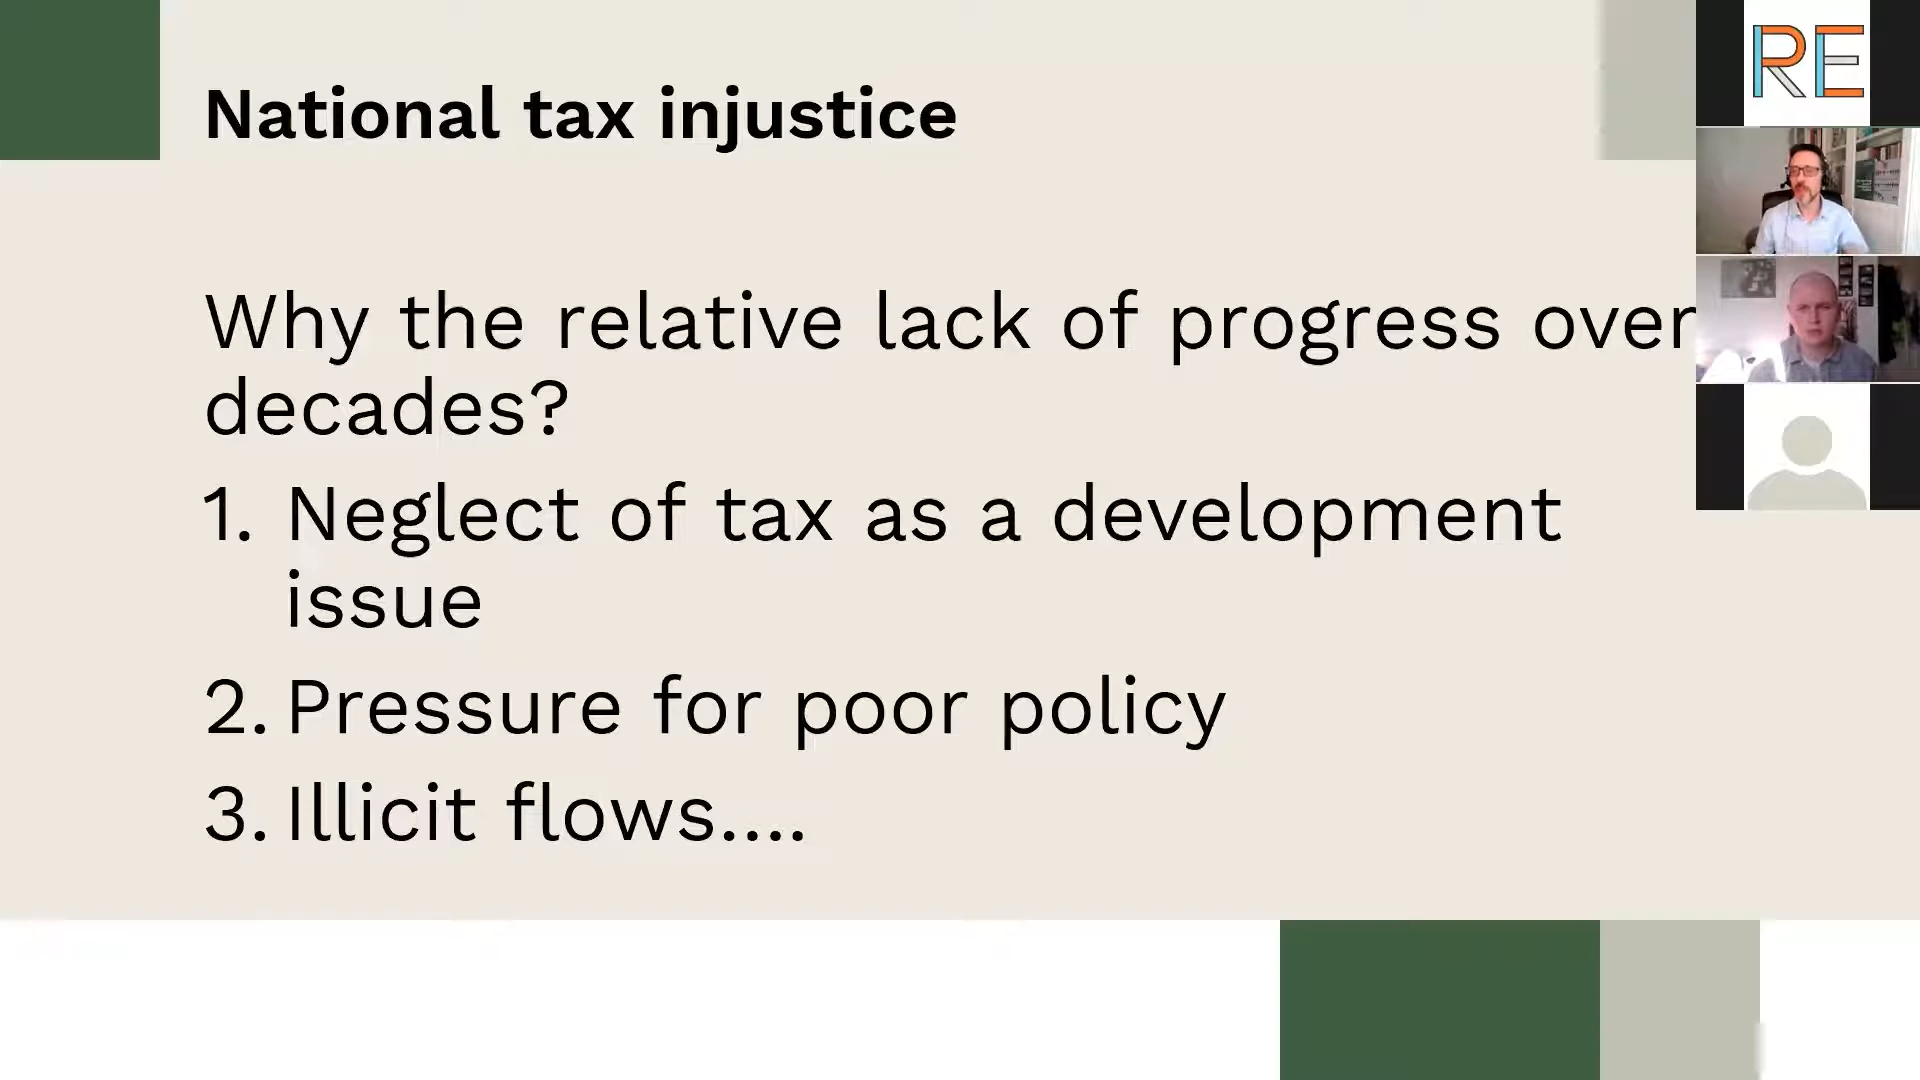 National tax injustice
RE
Why the relative lack of progress over
decades?
1. Neglect of tax as a development
issue
2. Pressure for poor policy
3. Illicit flows....